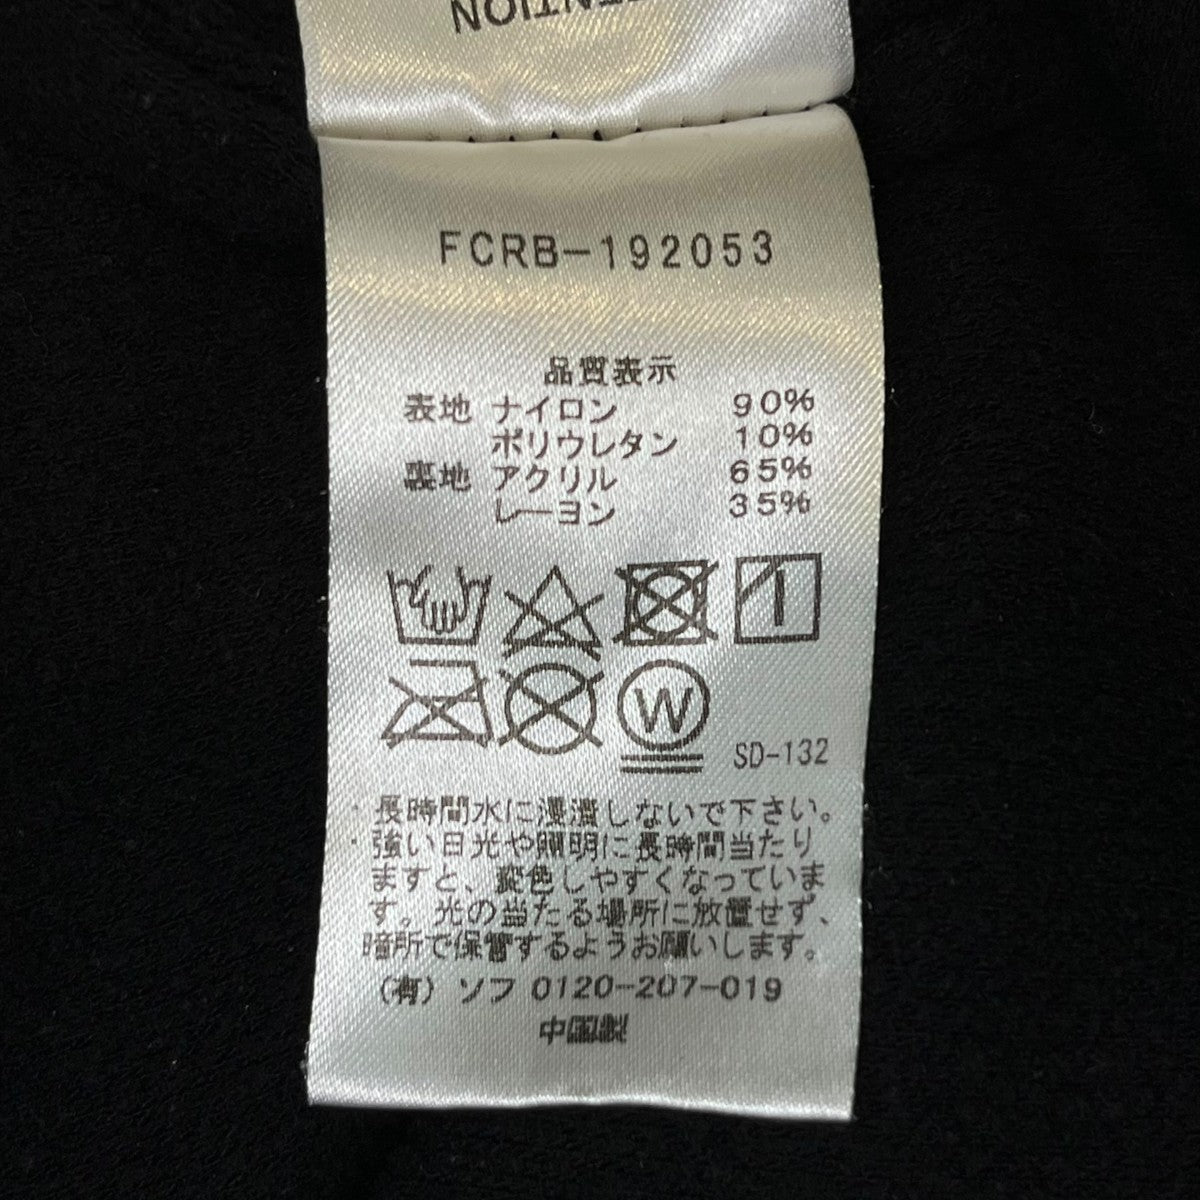 FCRB-192053
品質表示
表地 ナイロン 90%
ポリウレタン 10%
裏地 アクリル 65%
レーヨン 35%
W
SD-132
・長時間水に浸漬しないで下さい。
・強い日光や照明に長時間当たり
ますと、変色しやすくなっていま
す。光の当たる場所に放置せず、
暗所で保管するようお願いします。
(有) ソフ 0120-207-019
中国製